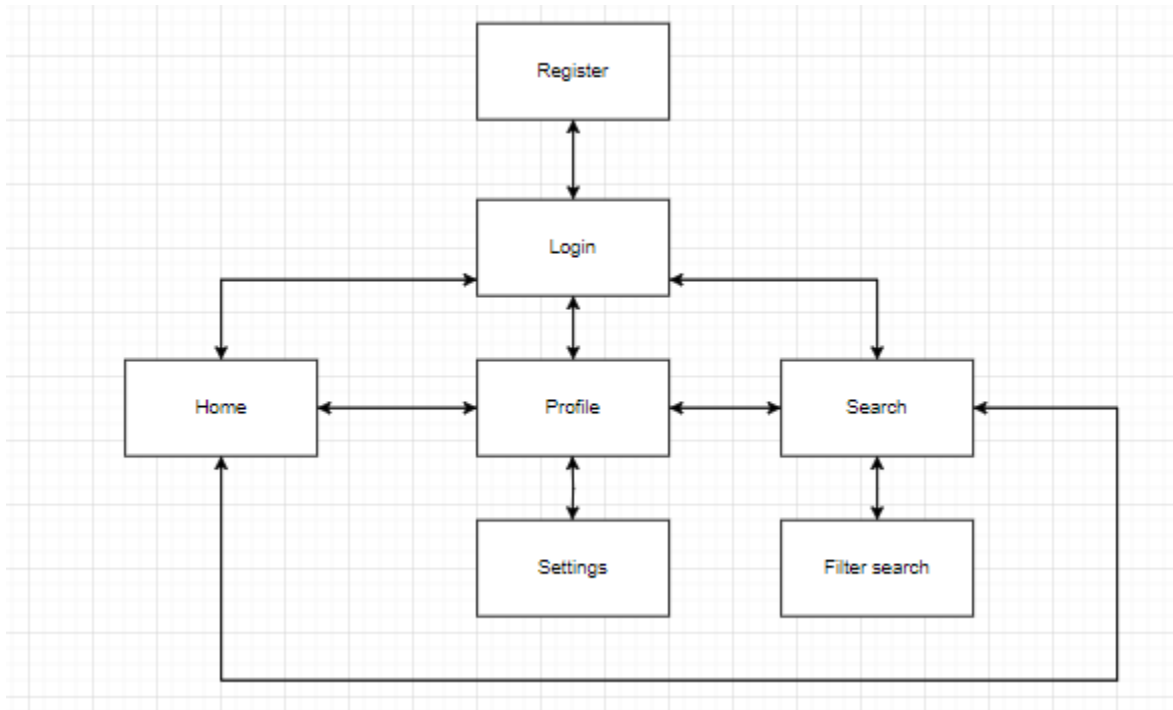 Register
Login
Home
Profile
Search
Settings
Filter search